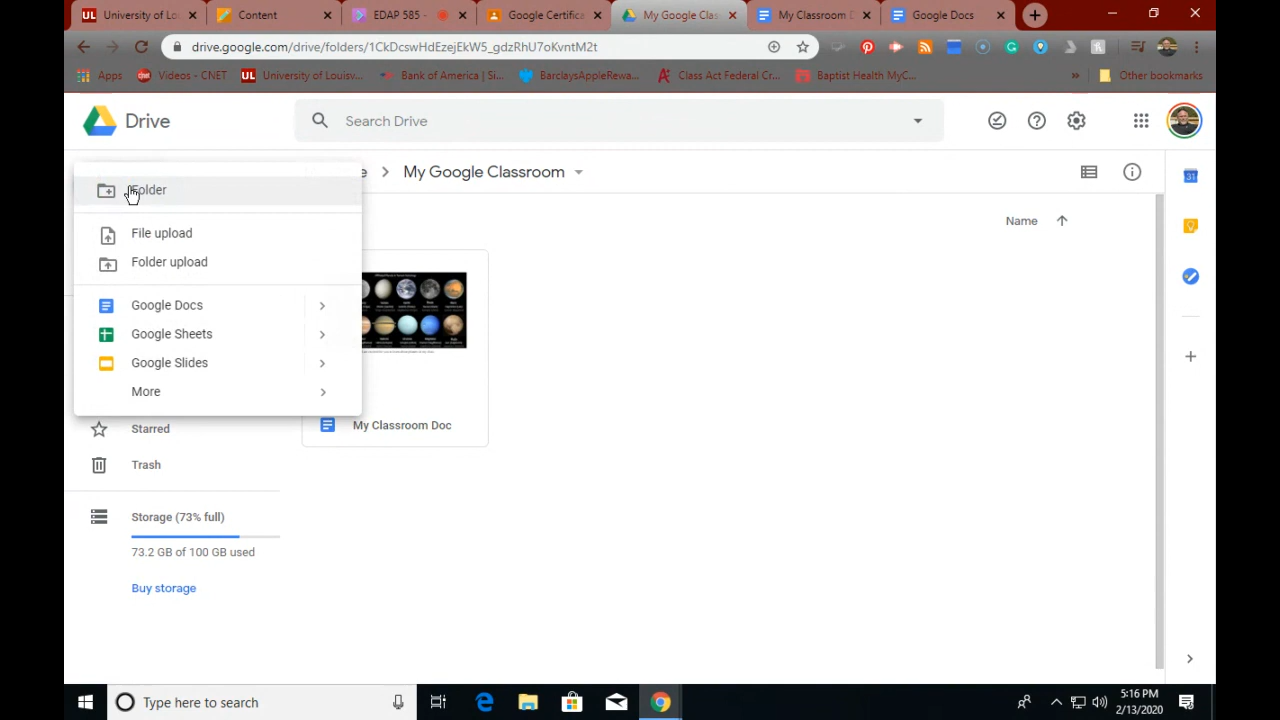 University of Lou
Content
EDAP 585 -
Google Certifica
My Google Clas
My Classroom D
Google Docs
drive.google.com/drive/folders/1CkDcswHdEzejEkW5_gdzRhU7oKvntM2t
Apps
Videos - CNET
University of Louisv...
Bank of America | Si...
BarclaysAppleRewa...
Class Act Federal Cr...
Baptist Health MyC...
Other bookmarks
Drive
Search Drive
My Google Classroom
Folder
Name
File upload
Folder upload
Google Docs
Google Sheets
Google Slides
More
My Classroom Doc
Starred
Trash
Storage (73% full)
73.2 GB of 100 GB used
Buy storage
Type here to search
5:16 PM
2/13/2020